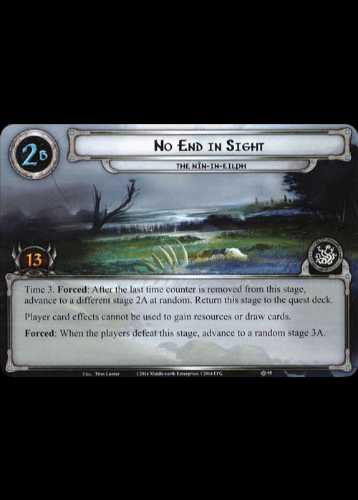 2B
No End in Sight
The Nîn-in-Eilph
13
Time 3. Forced: After the last time counter is removed from this stage,
advance to a different stage 2A at random. Return this stage to the quest deck.
Player card effects cannot be used to gain resources or draw cards.
Forced: When the players defeat this stage, advance to a random stage 3A.
Illus. Titus Lunter ©2014 Middle-earth Enterprises ©2014 FFG 95